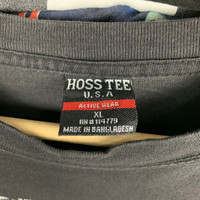 HOSS TEE
U.S.A
ACTIVE WEAR
XL
RN#114779
MADE IN BANGLADESH